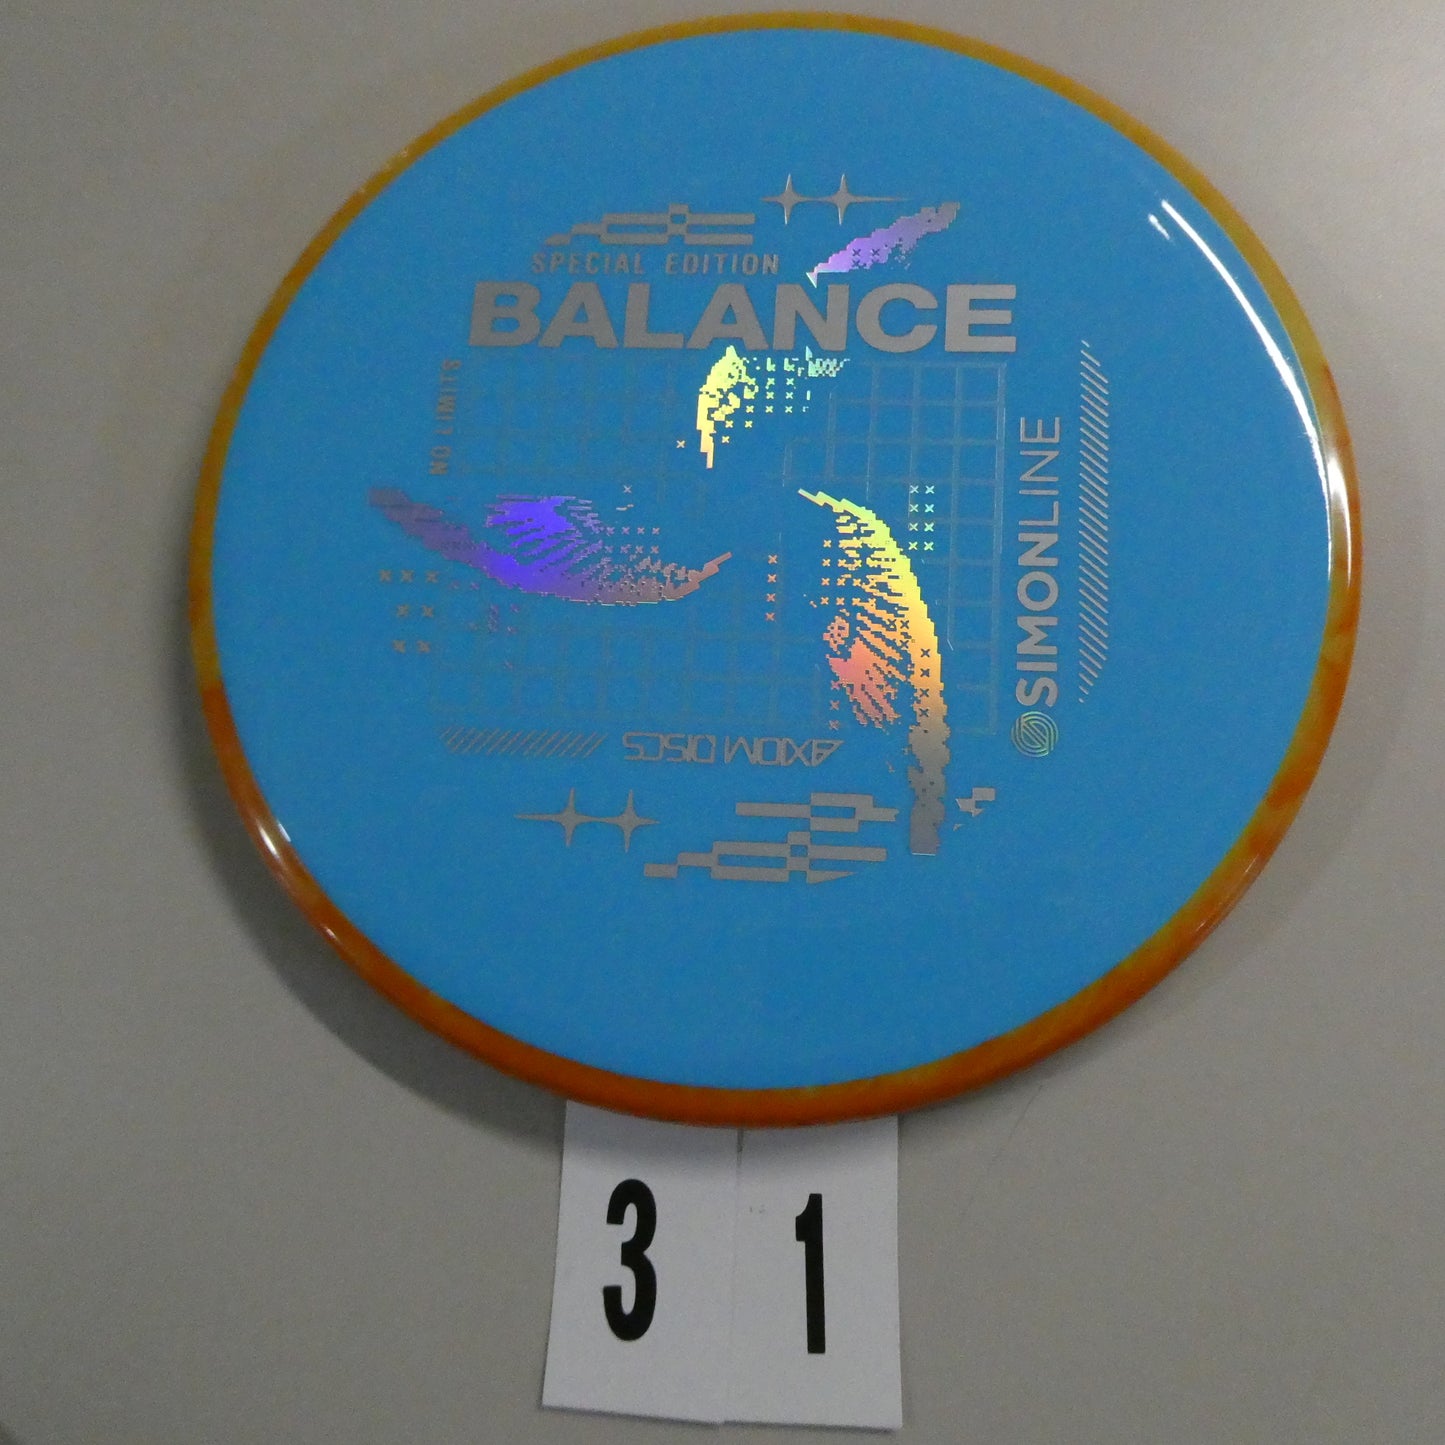 SPECIAL EDITION
BALANCE
NO LIMITS
SIMONLINE
AXIOM DISCS
3 1